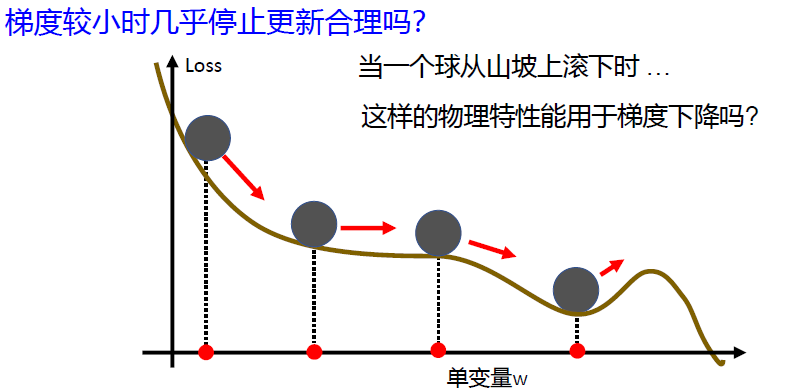 梯度较小时几乎停止更新合理吗?
Loss
当一个球从山坡上滚下时 …
这样的物理特性能用于梯度下降吗?
单变量w